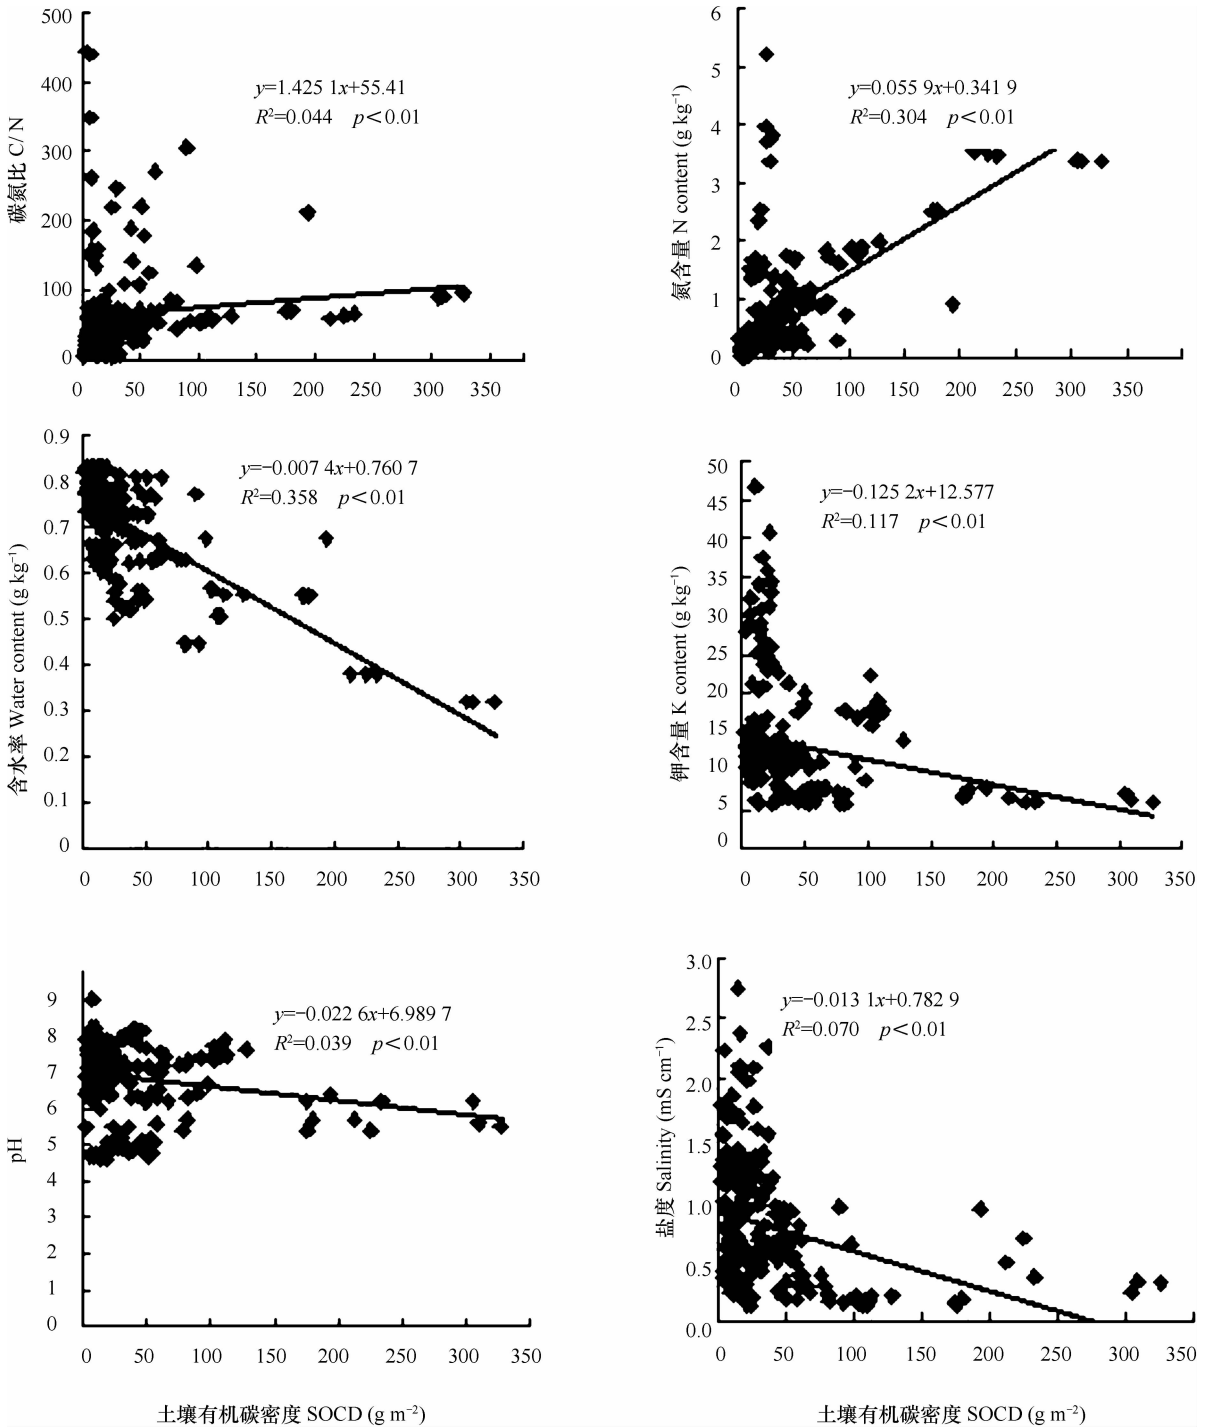 碳氮比 C/N
500
400
300
200
100
0
y=1.425 1x+55.41
R²=0.044 p<0.01
0 50 100 150 200 250 300 350
氮含量 N content (g kg⁻¹)
6
5
4
3
2
1
0
y=0.055 9x+0.341 9
R²=0.304 p<0.01
0 50 100 150 200 250 300 350
含水率 Water content (g kg⁻¹)
0.9
0.8
0.7
0.6
0.5
0.4
0.3
0.2
0.1
0
y=−0.007 4x+0.760 7
R²=0.358 p<0.01
0 50 100 150 200 250 300 350
钾含量 K content (g kg⁻¹)
50
45
40
35
30
25
20
15
10
5
0
y=−0.125 2x+12.577
R²=0.117 p<0.01
0 50 100 150 200 250 300 350
pH
9
8
7
6
5
4
3
2
1
0
y=−0.022 6x+6.989 7
R²=0.039 p<0.01
0 50 100 150 200 250 300 350
土壤有机碳密度 SOCD (g m⁻²)
盐度 Salinity (mS cm⁻¹)
3.0
2.5
2.0
1.5
1.0
0.5
0.0
y=−0.013 1x+0.782 9
R²=0.070 p<0.01
0 50 100 150 200 250 300 350
土壤有机碳密度 SOCD (g m⁻²)